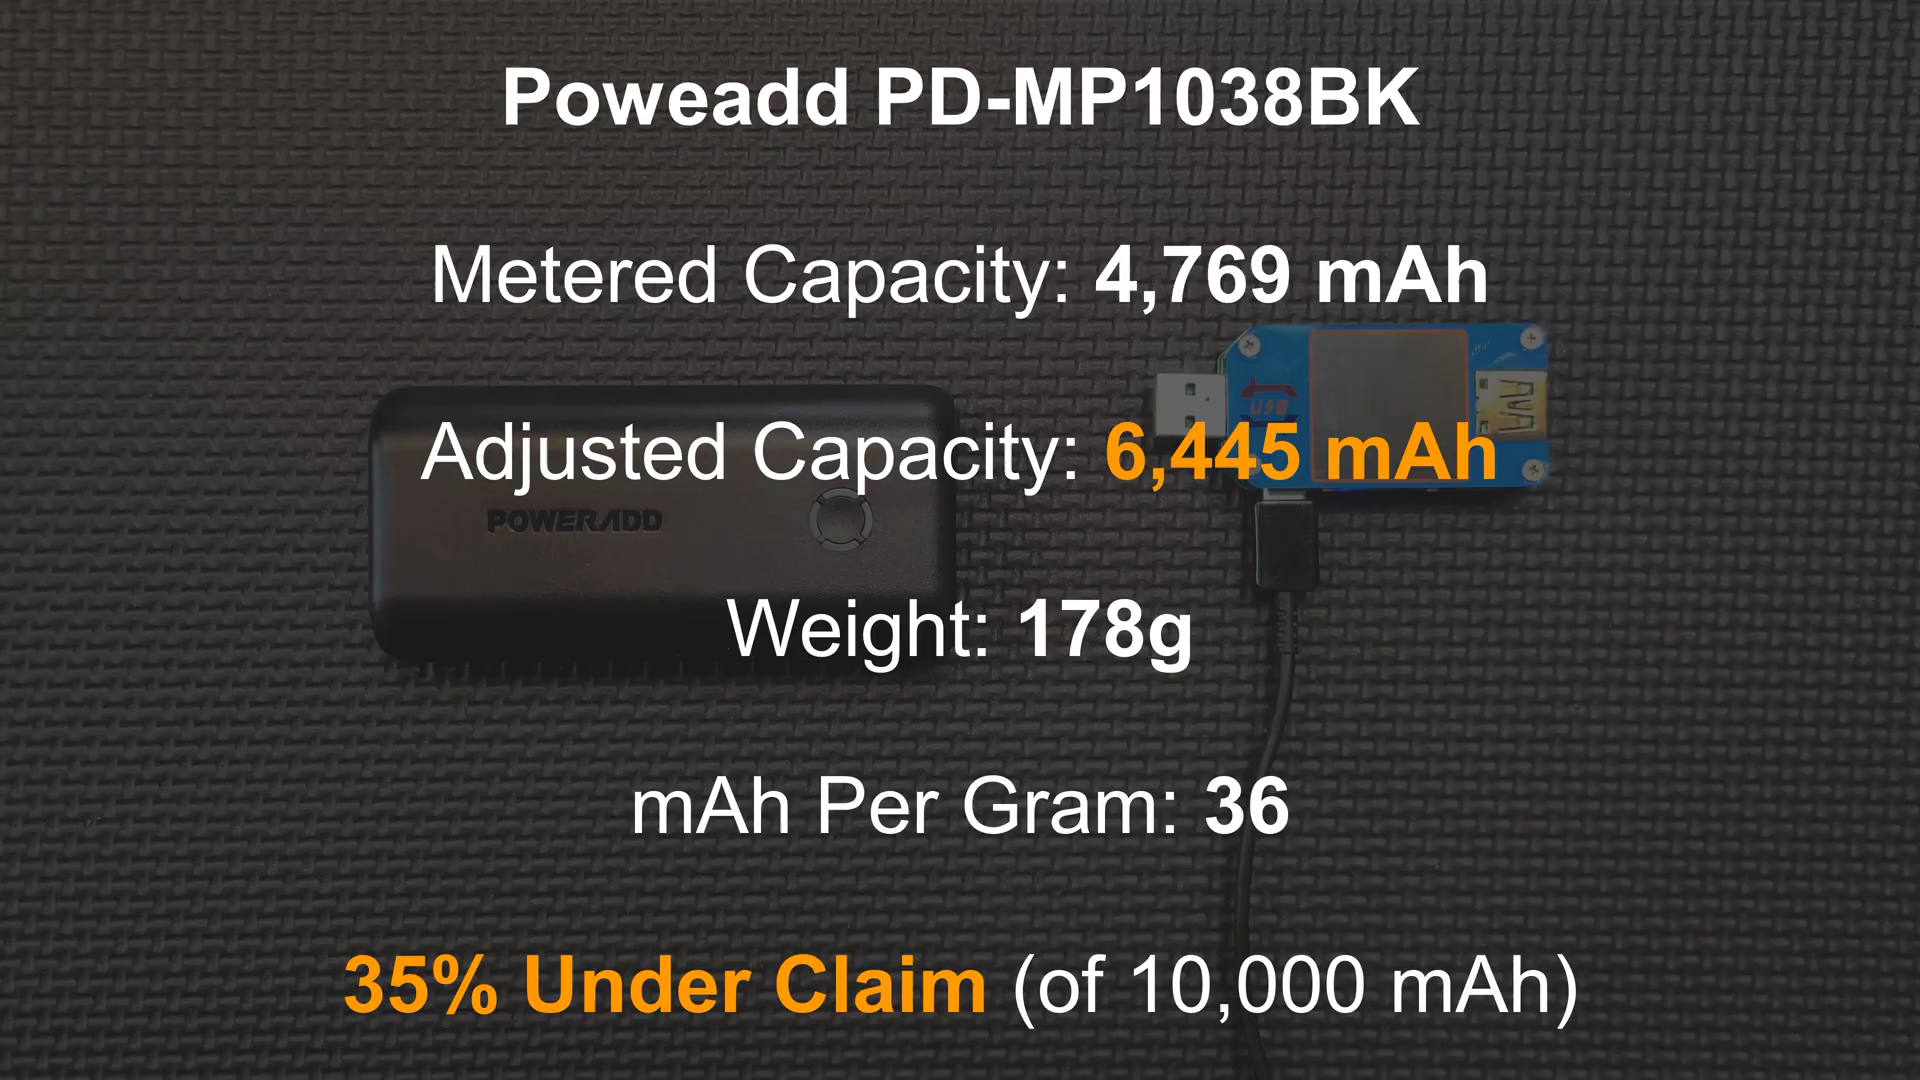 Poweadd PD-MP1038BK
Metered Capacity: 4,769 mAh
Adjusted Capacity: 6,445 mAh
POWERADD
USB
Weight: 178g
mAh Per Gram: 36
35% Under Claim (of 10,000 mAh)